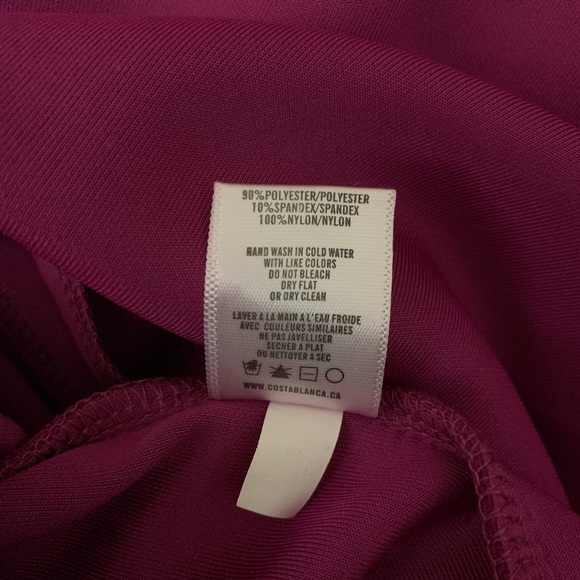 90%POLYESTER/POLYESTER
10%SPANDEX/SPANDEX
100%NYLON/NYLON
HAND WASH IN COLD WATER
WITH LIKE COLORS
DO NOT BLEACH
DRY FLAT
OR DRY CLEAN
LAVER A LA MAIN A L'EAU FROIDE
AVEC COULEURS SIMILAIRES
NE PAS JAVELLISER
SECHER A PLAT
OU NETTOYER A SEC
WWW.COSTABLANCA.CA